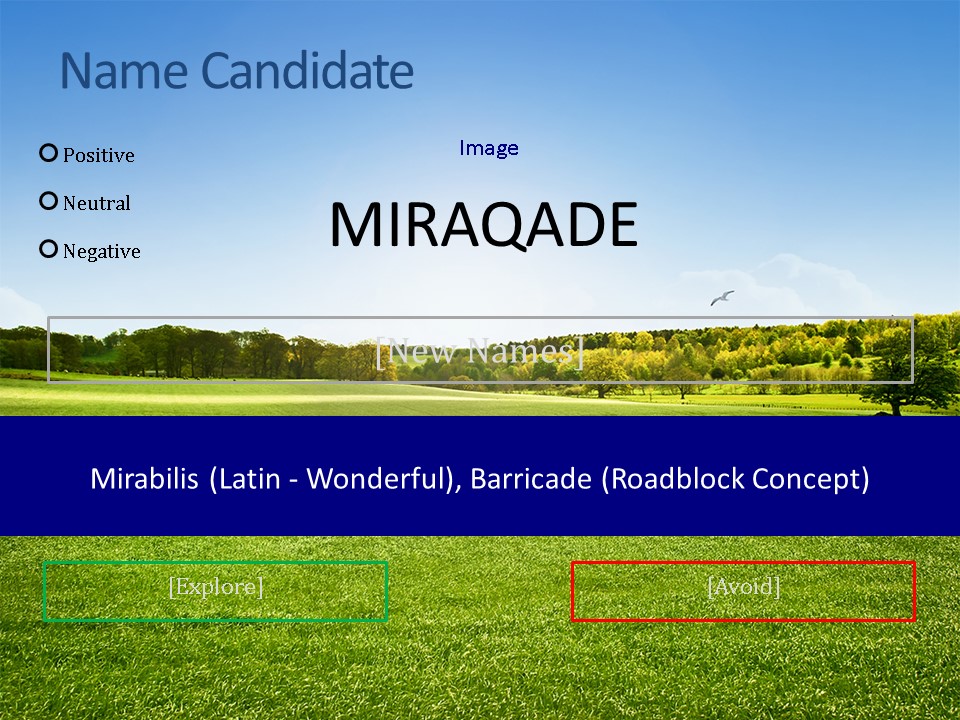 Name Candidate
Positive
Neutral
Negative
Image
MIRAQADE
[New Names]
Mirabilis (Latin - Wonderful), Barricade (Roadblock Concept)
[Explore]
[Avoid]